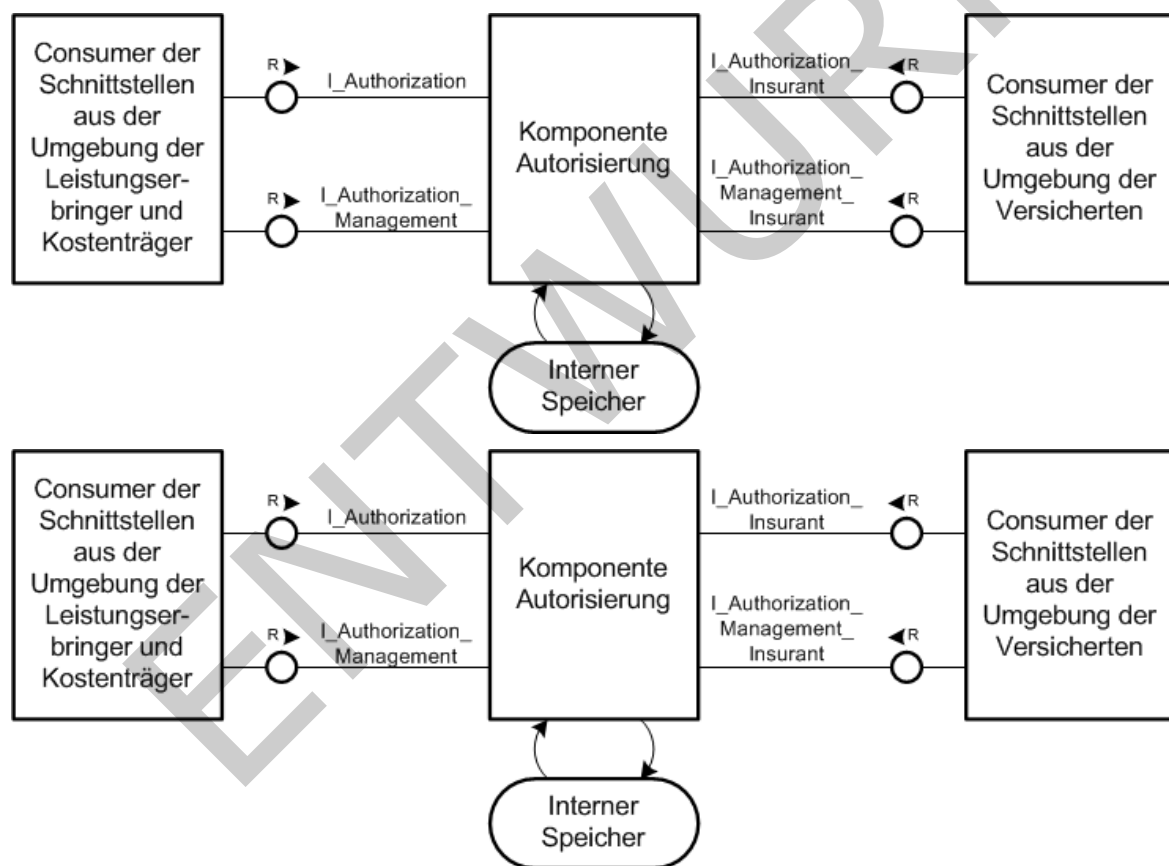 Consumer der
Schnittstellen
aus der
Umgebung der
Leistungser-
bringer und
Kostenträger
R
I_Authorization
R
I_Authorization_
Management
Komponente
Autorisierung
I_Authorization_
Insurant
R
I_Authorization_
Management_
Insurant
R
Consumer der
Schnittstellen
aus der
Umgebung der
Versicherten
Interner
Speicher
Consumer der
Schnittstellen
aus der
Umgebung der
Leistungser-
bringer und
Kostenträger
R
I_Authorization
R
I_Authorization_
Management
Komponente
Autorisierung
I_Authorization_
Insurant
R
I_Authorization_
Management_
Insurant
R
Consumer der
Schnittstellen
aus der
Umgebung der
Versicherten
Interner
Speicher
ENTWURF